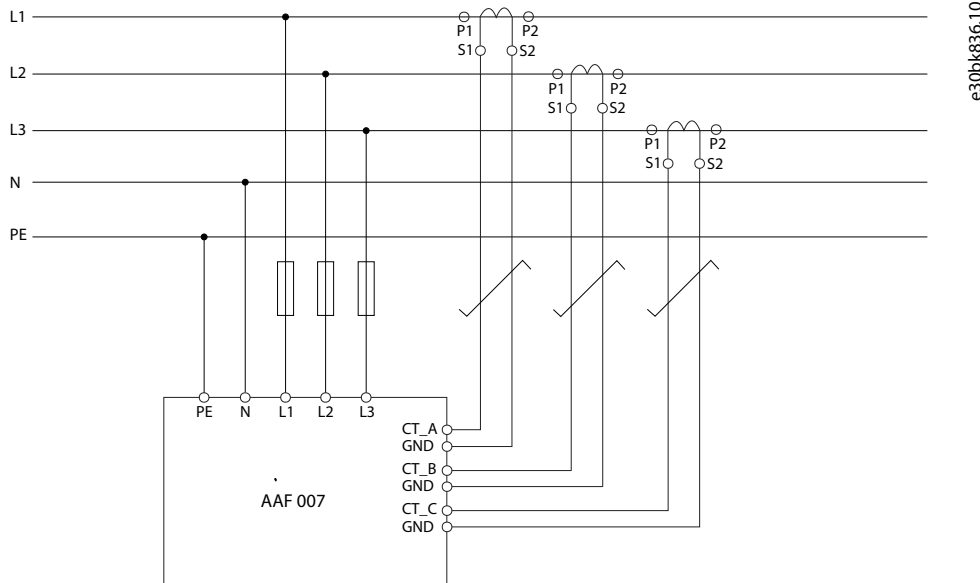 L1
P1 P2
S1 S2
L2
P1 P2
S1 S2
L3
P1 P2
S1 S2
N
PE
PE N L1 L2 L3
CT_A
GND
CT_B
GND
CT_C
GND
AAF 007
e30bk836.10